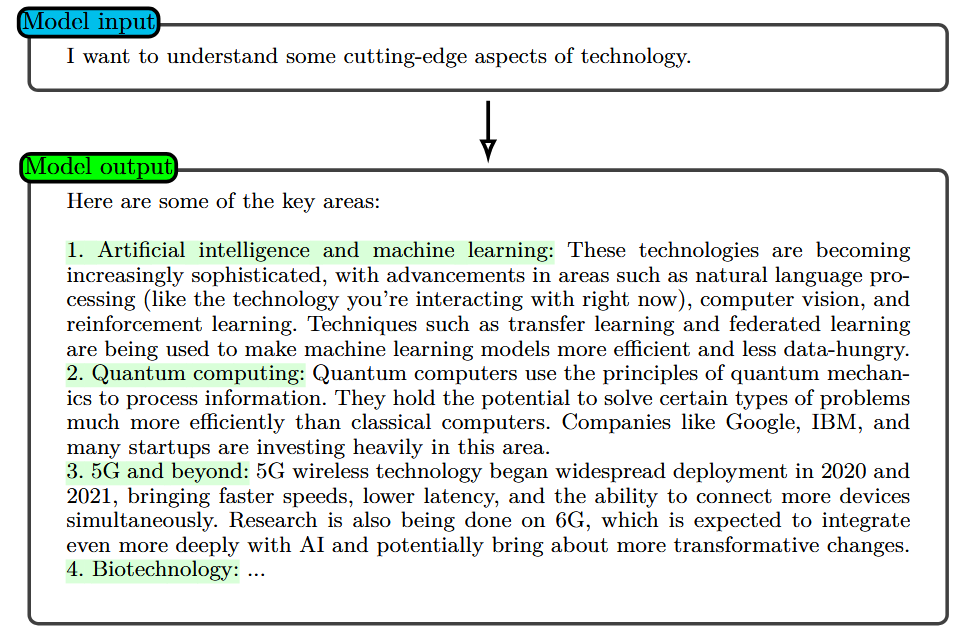 Model input
I want to understand some cutting-edge aspects of technology.
Model output
Here are some of the key areas:
1. Artificial intelligence and machine learning: These technologies are becoming
increasingly sophisticated, with advancements in areas such as natural language pro-
cessing (like the technology you're interacting with right now), computer vision, and
reinforcement learning. Techniques such as transfer learning and federated learning
are being used to make machine learning models more efficient and less data-hungry.
2. Quantum computing: Quantum computers use the principles of quantum mechan-
ics to process information. They hold the potential to solve certain types of problems
much more efficiently than classical computers. Companies like Google, IBM, and
many startups are investing heavily in this area.
3. 5G and beyond: 5G wireless technology began widespread deployment in 2020 and
2021, bringing faster speeds, lower latency, and the ability to connect more devices
simultaneously. Research is also being done on 6G, which is expected to integrate
even more deeply with AI and potentially bring about more transformative changes.
4. Biotechnology: ...